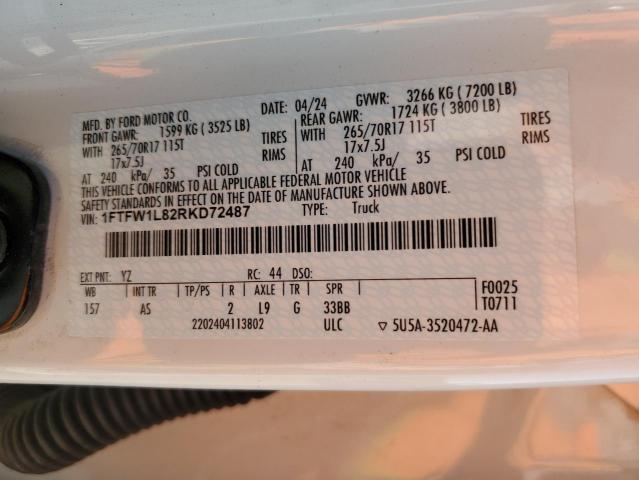 MFD. BY FORD MOTOR CO. DATE: 04/24 GVWR: 3266 KG ( 7200 LB)
FRONT GAWR: 1599 KG ( 3525 LB) REAR GAWR: 1724 KG ( 3800 LB)
WITH 265/70R17 115T TIRES WITH 265/70R17 115T TIRES
17x7.5J RIMS 17x7.5J RIMS
AT 240 kPa/ 35 PSI COLD AT 240 kPa/ 35 PSI COLD
THIS VEHICLE CONFORMS TO ALL APPLICABLE FEDERAL MOTOR VEHICLE
SAFETY STANDARDS IN EFFECT ON THE DATE OF MANUFACTURE SHOWN ABOVE.
VIN: 1FTFW1L82RKD72487 TYPE: Truck
EXT PNT: YZ RC: 44 DSO:
WB INT TR TP/PS R AXLE TR SPR F0025
157 AS 2 L9 G 33BB T0711
2202404113802 ULC ▽ 5U5A-3520472-AA